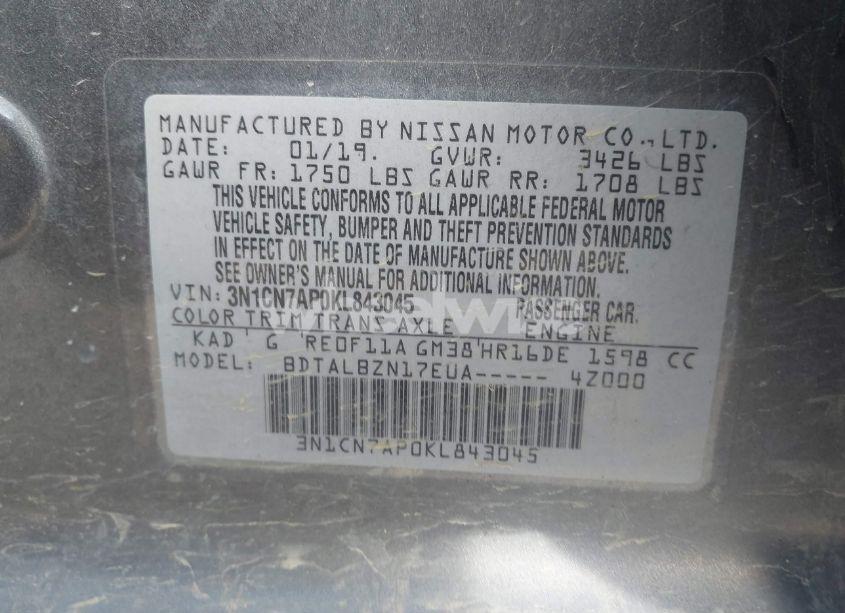 MANUFACTURED BY NISSAN MOTOR CO., LTD.
DATE: 01/19. GVWR: 3426 LBS
GAWR FR: 1750 LBS GAWR RR: 1708 LBS
THIS VEHICLE CONFORMS TO ALL APPLICABLE FEDERAL MOTOR
VEHICLE SAFETY, BUMPER AND THEFT PREVENTION STANDARDS
IN EFFECT ON THE DATE OF MANUFACTURE SHOWN ABOVE.
SEE OWNER'S MANUAL FOR ADDITIONAL INFORMATION.
VIN: 3N1CN7AP0KL843045 PASSENGER CAR.
COLOR TRIM TRANS AXLE ENGINE
KAD G RE0F11A GM38 HR16DE 1598 CC
MODEL: BDTALBZN17EUA----- 4Z000
3N1CN7AP0KL843045